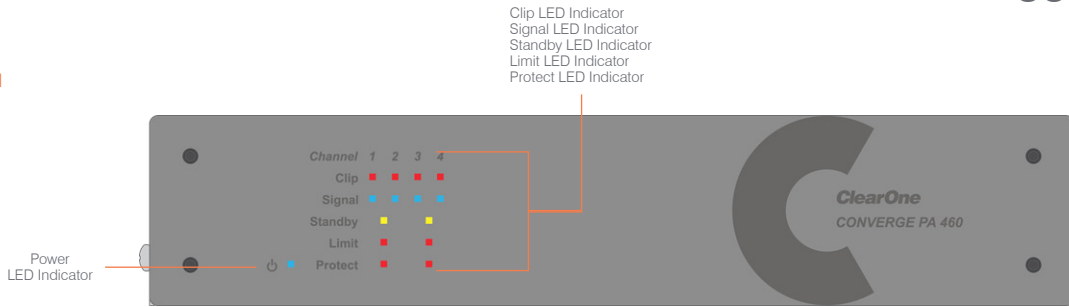 Clip LED Indicator
Signal LED Indicator
Standby LED Indicator
Limit LED Indicator
Protect LED Indicator
Channel 1 2 3 4
Clip
Signal
Standby
Limit
Protect
ClearOne
CONVERGE PA 460
Power
LED Indicator